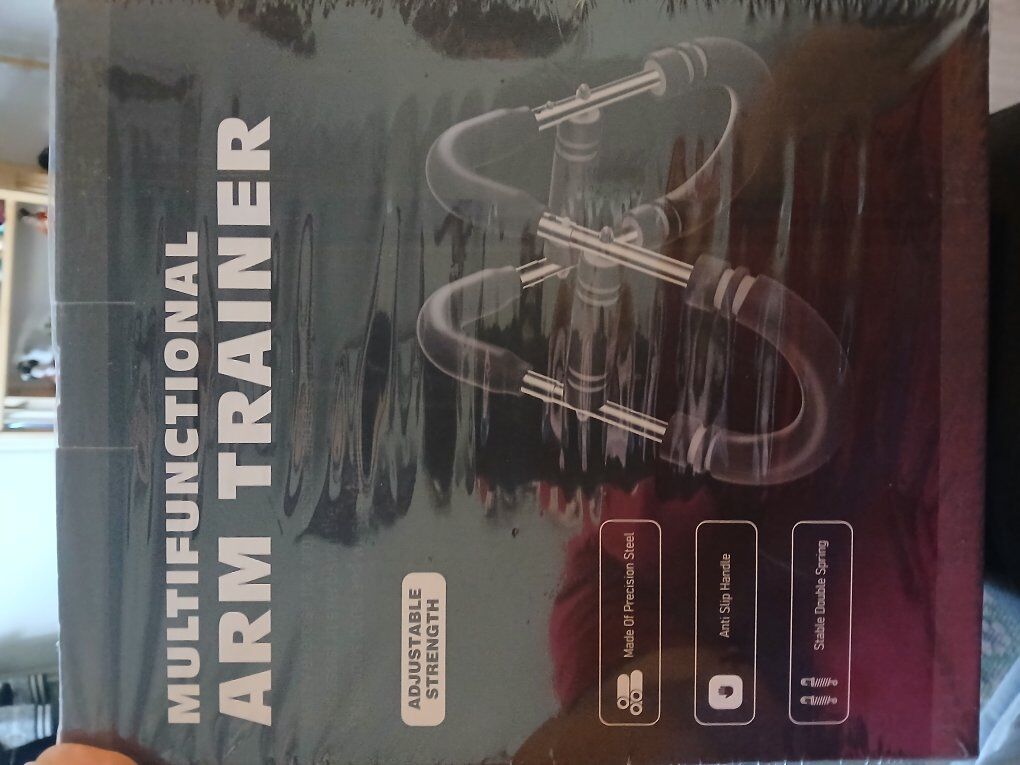 MULTIFUNCTIONAL
ARM TRAINER
ADJUSTABLE
STRENGTH
Made Of Precision Steel
Anti Slip Handle
Stable Double Spring